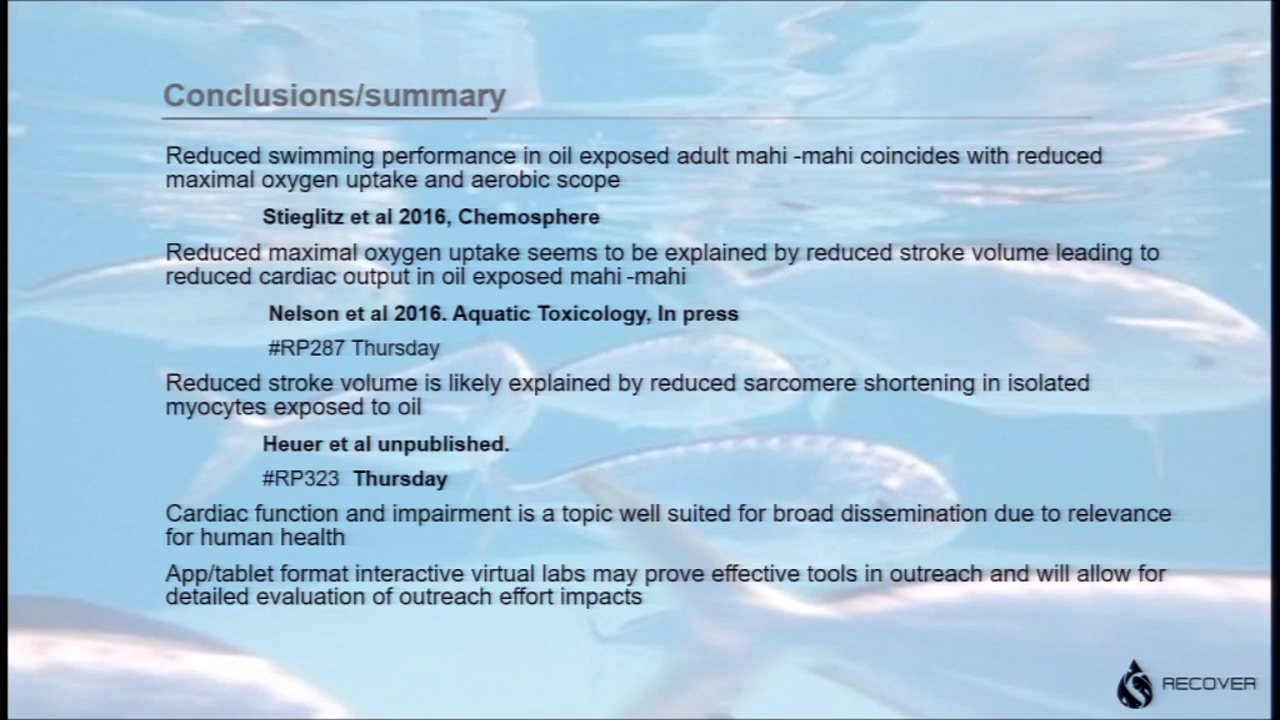 Conclusions/summary
Reduced swimming performance in oil exposed adult mahi -mahi coincides with reduced
maximal oxygen uptake and aerobic scope
Stieglitz et al 2016, Chemosphere
Reduced maximal oxygen uptake seems to be explained by reduced stroke volume leading to
reduced cardiac output in oil exposed mahi -mahi
Nelson et al 2016. Aquatic Toxicology, In press
#RP287 Thursday
Reduced stroke volume is likely explained by reduced sarcomere shortening in isolated
myocytes exposed to oil
Heuer et al unpublished.
#RP323 Thursday
Cardiac function and impairment is a topic well suited for broad dissemination due to relevance
for human health
App/tablet format interactive virtual labs may prove effective tools in outreach and will allow for
detailed evaluation of outreach effort impacts
RECOVER